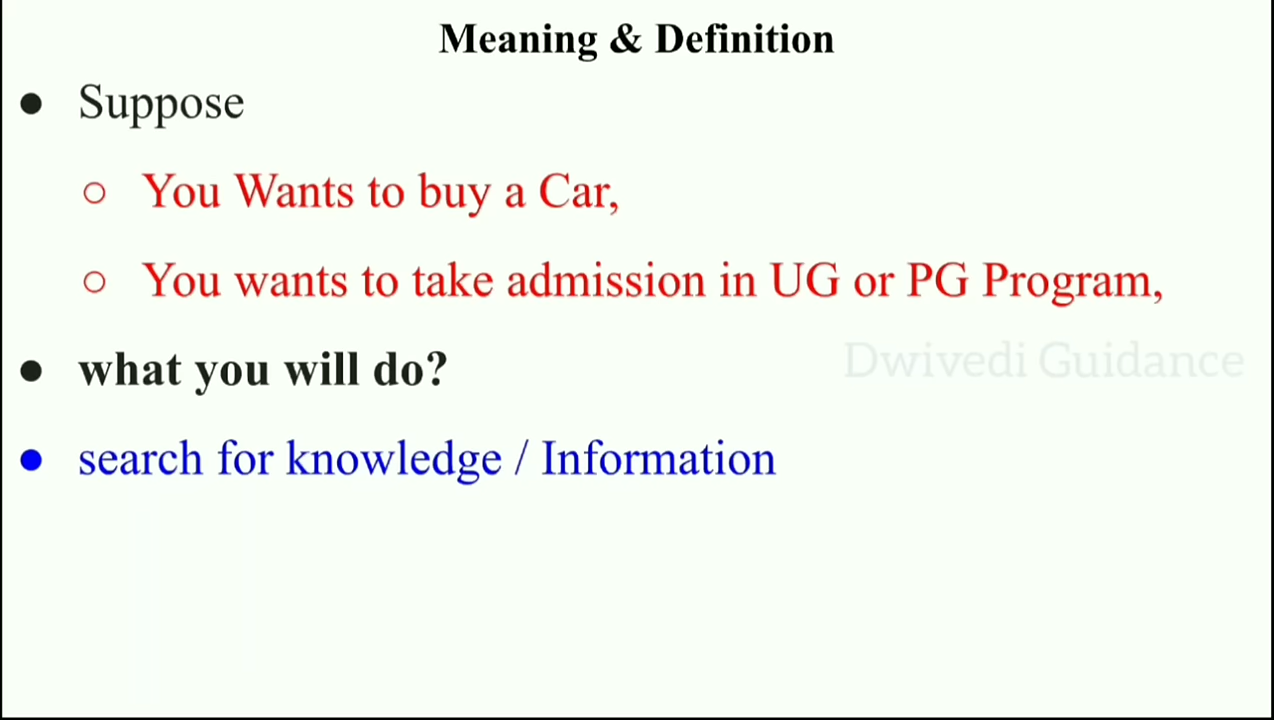 Meaning & Definition
● Suppose
○ You Wants to buy a Car,
○ You wants to take admission in UG or PG Program,
● what you will do?
Dwivedi Guidance
● search for knowledge / Information